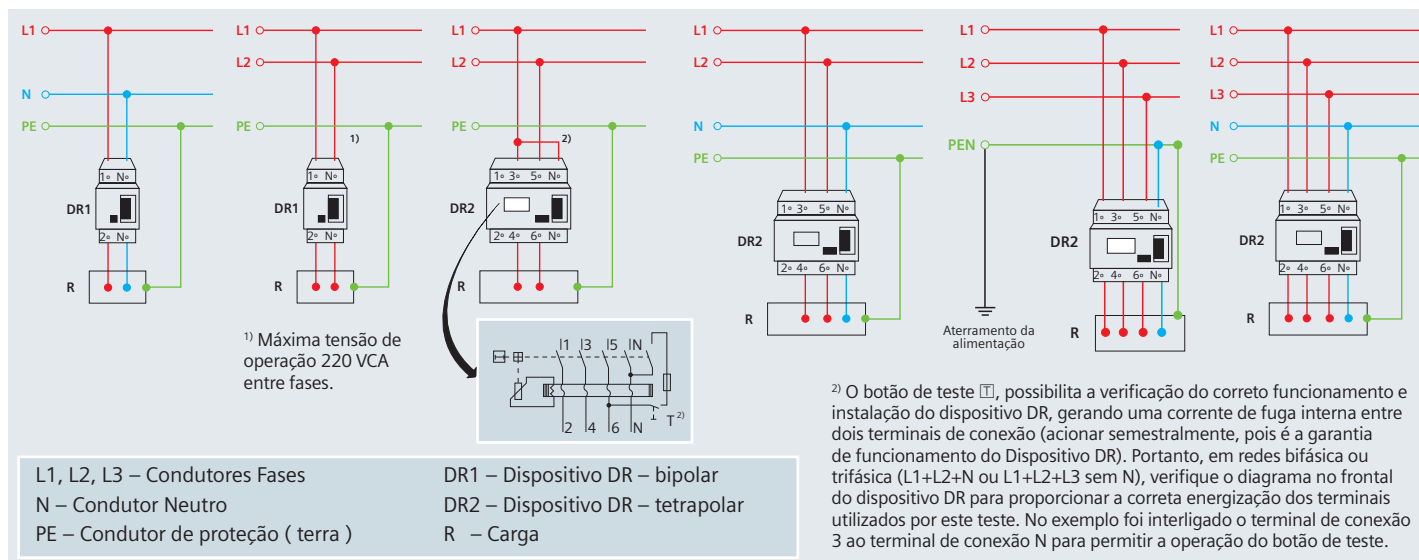 L1
N
PE
1 N
DR1
2 N
R
L1
L2
PE
1)
1 N
DR1
2 N
R
1) Máxima tensão de
operação 220 VCA
entre fases.
L1
L2
PE
2)
1 3 5 N
DR2
2 4 6 N
R
1 3 5 N
2 4 6 N
T 2)
L1
L2
N
PE
1 3 5 N
DR2
2 4 6 N
R
L1
L2
L3
PEN
1 3 5 N
DR2
2 4 6 N
R
Aterramento da
alimentação
L1
L2
L3
N
PE
1 3 5 N
DR2
2 4 6 N
R
2) O botão de teste T, possibilita a verificação do correto funcionamento e
instalação do dispositivo DR, gerando uma corrente de fuga interna entre
dois terminais de conexão (acionar semestralmente, pois é a garantia
de funcionamento do Dispositivo DR). Portanto, em redes bifásica ou
trifásica (L1+L2+N ou L1+L2+L3 sem N), verifique o diagrama no frontal
do dispositivo DR para proporcionar a correta energização dos terminais
utilizados por este teste. No exemplo foi interligado o terminal de conexão
3 ao terminal de conexão N para permitir a operação do botão de teste.
L1, L2, L3 – Condutores Fases
N – Condutor Neutro
PE – Condutor de proteção ( terra )
DR1 – Dispositivo DR – bipolar
DR2 – Dispositivo DR – tetrapolar
R – Carga